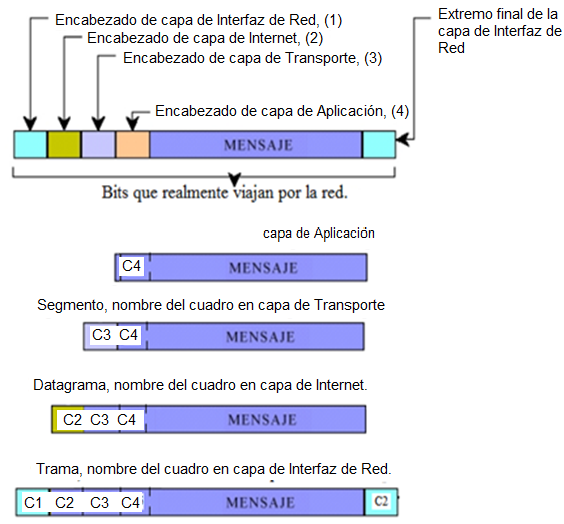 Encabezado de capa de Interfaz de Red, (1)
Encabezado de capa de Internet, (2)
Encabezado de capa de Transporte, (3)
Encabezado de capa de Aplicación, (4)
Extremo final de la
capa de Interfaz de
Red
MENSAJE
Bits que realmente viajan por la red.
capa de Aplicación
C4 MENSAJE
Segmento, nombre del cuadro en capa de Transporte
C3 C4 MENSAJE
Datagrama, nombre del cuadro en capa de Internet.
C2 C3 C4 MENSAJE
Trama, nombre del cuadro en capa de Interfaz de Red.
C1 C2 C3 C4 MENSAJE C2